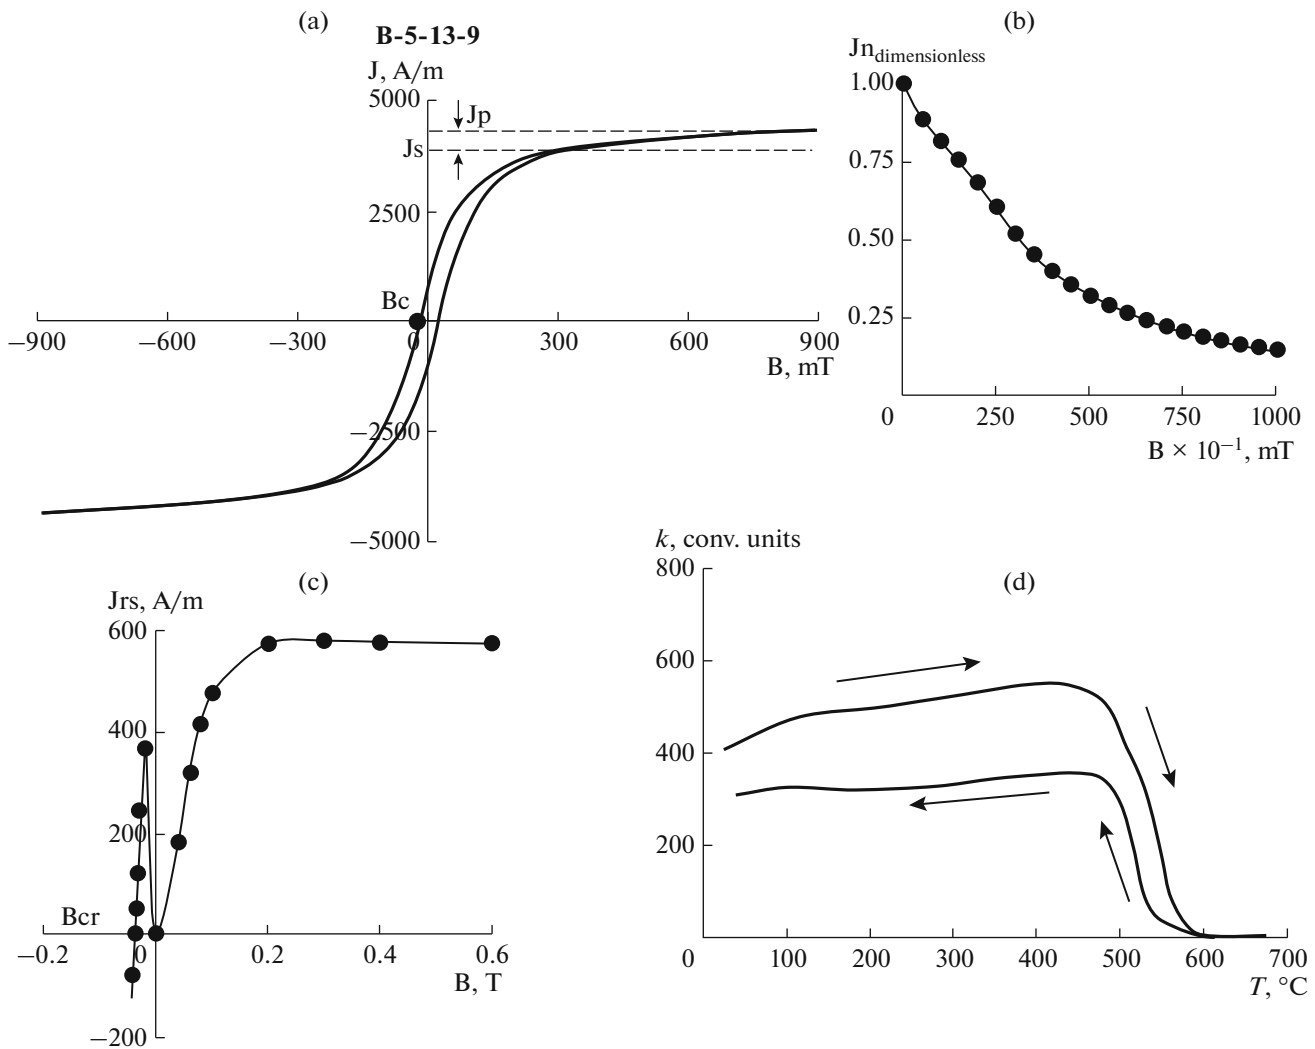 (a)
B-5-13-9
J, A/m
5000
Jp
Js
2500
Bc
−900
−600
−300
0
300
600
900
B, mT
−2500
−5000
(b)
Jn dimensionless
1.00
0.75
0.50
0.25
0
250
500
750
1000
B × 10−1, mT
(c)
Jrs, A/m
600
400
200
Bcr
−0.2
0
0.2
0.4
0.6
B, T
−200
k, conv. units
(d)
800
600
400
200
0
100
200
300
400
500
600
700
T, °C